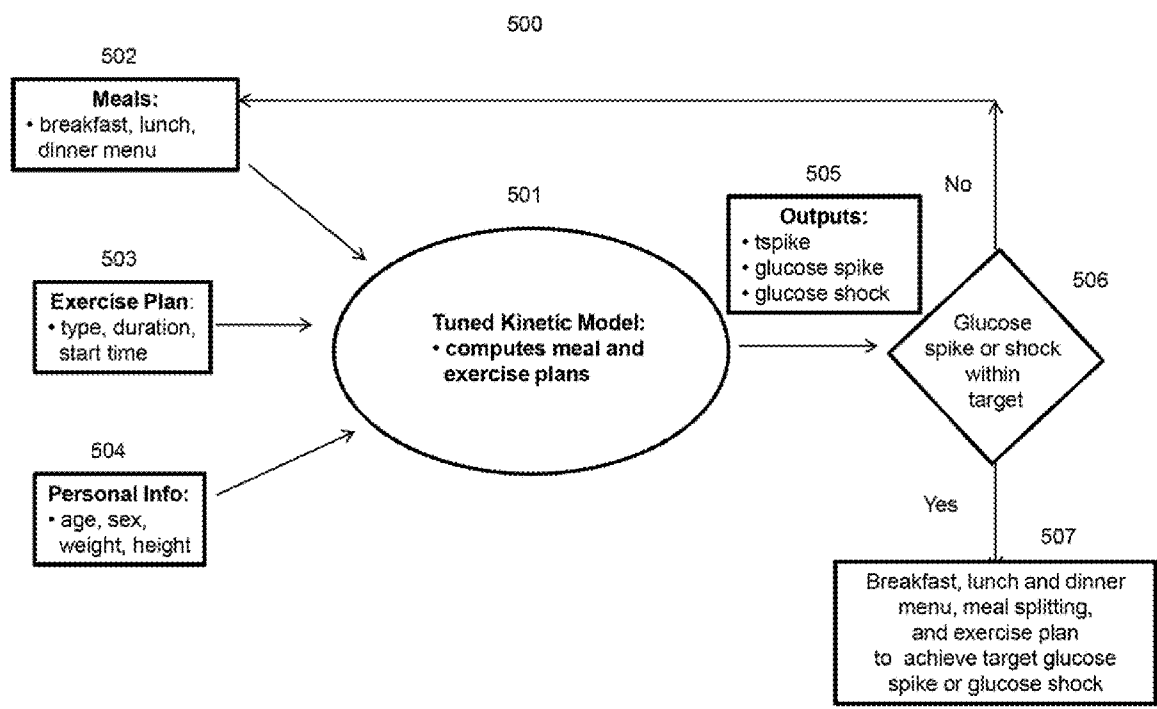 500
502
Meals:
• breakfast, lunch,
dinner menu
503
Exercise Plan:
• type, duration,
start time
504
Personal Info:
• age, sex,
weight, height
501
Tuned Kinetic Model:
• computes meal and
exercise plans
505
Outputs:
• tspike
• glucose spike
• glucose shock
No
506
Glucose
spike or shock
within
target
Yes
507
Breakfast, lunch and dinner
menu, meal splitting,
and exercise plan
to achieve target glucose
spike or glucose shock